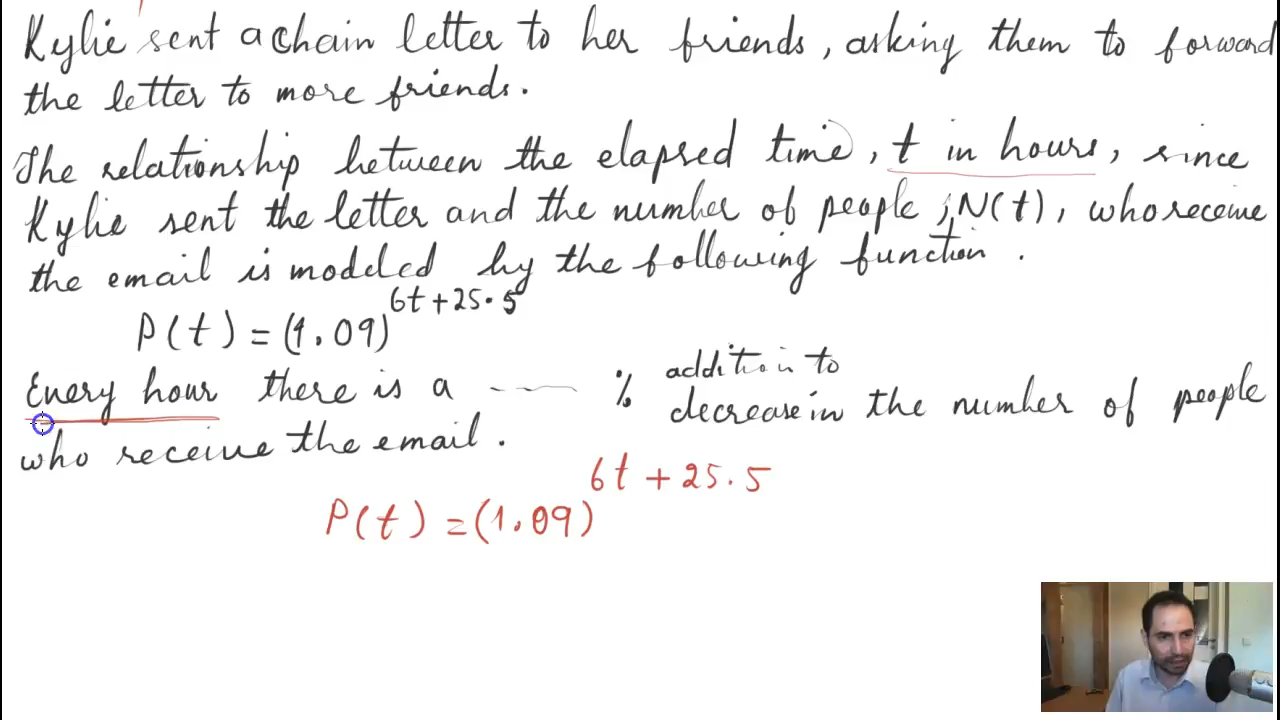 Kylie sent a chain letter to her friends, asking them to forward
the letter to more friends.
The relationship between the elapsed time, t in hours, since
Kylie sent the letter and the number of people, N(t), who receive
the email is modeled by the following function.
P(t) = (1.09)^{6t+25.5}
Every hour there is a ---- % addition to
decrease in the number of people
who receive the email.
P(t) = (1.09)^{6t + 25.5}